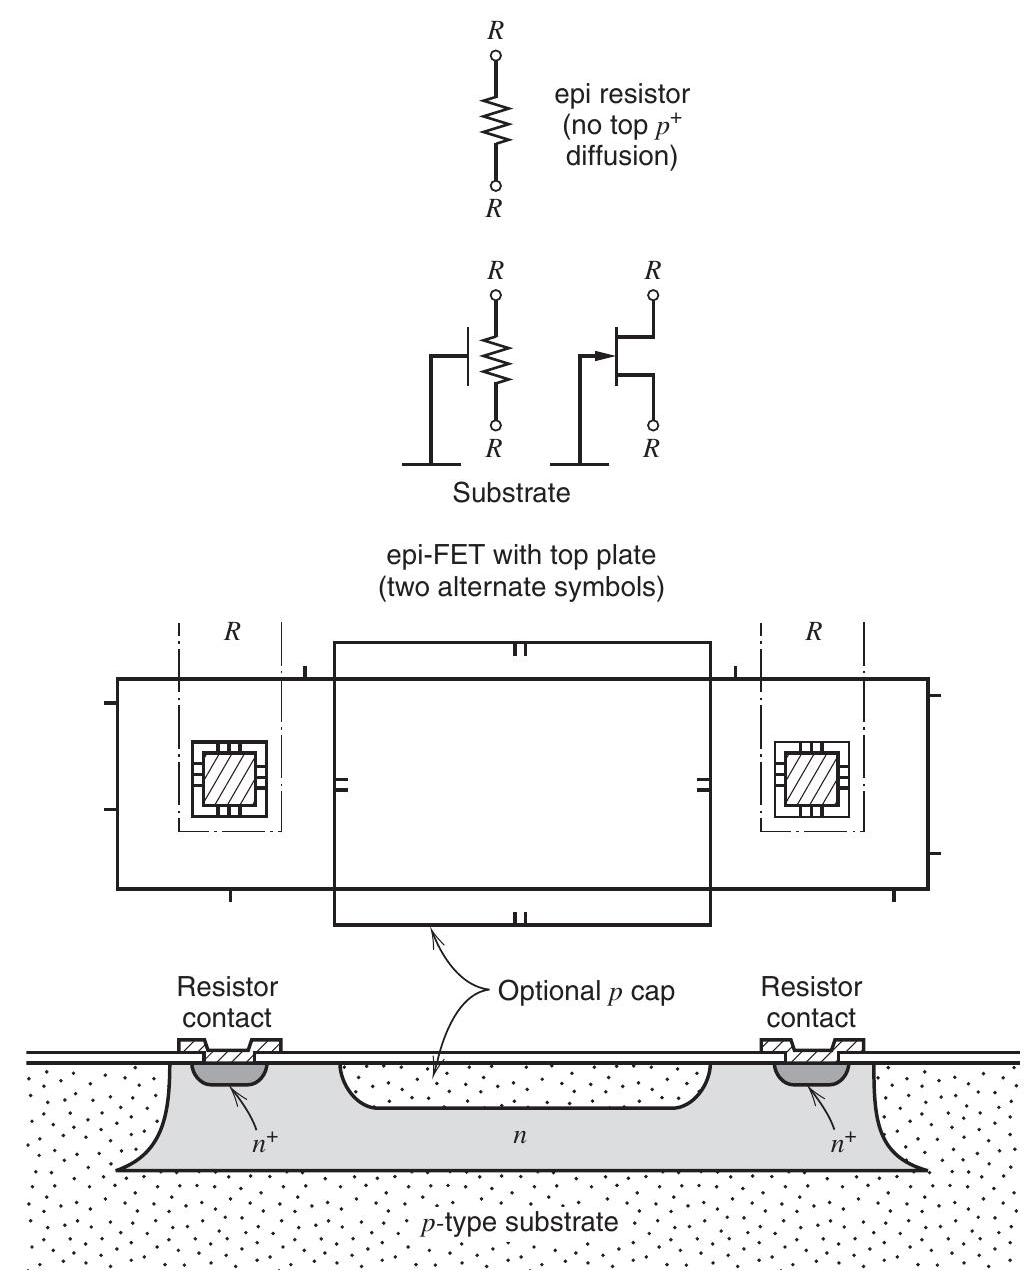 R
epi resistor
(no top p⁺
diffusion)
R
R
R
R
R
Substrate
epi-FET with top plate
(two alternate symbols)
R
R
Resistor
contact
Optional p cap
Resistor
contact
n⁺
n
n⁺
p-type substrate